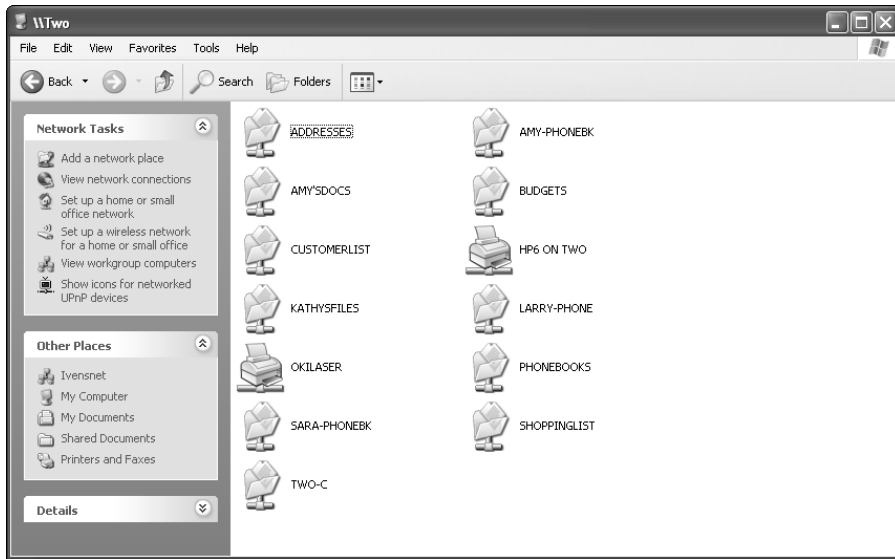 \\Two
File Edit View Favorites Tools Help
Back Search Folders
Network Tasks
Add a network place
View network connections
Set up a home or small
office network
Set up a wireless network
for a home or small office
View workgroup computers
Show icons for networked
UPnP devices
Other Places
Ivensnet
My Computer
My Documents
Shared Documents
Printers and Faxes
Details
ADDRESSES AMY-PHONEBK
AMY'SDOCS BUDGETS
CUSTOMERLIST HP6 ON TWO
KATHYSFILES LARRY-PHONE
OKILASER PHONEBOOKS
SARA-PHONEBK SHOPPINGLIST
TWO-C